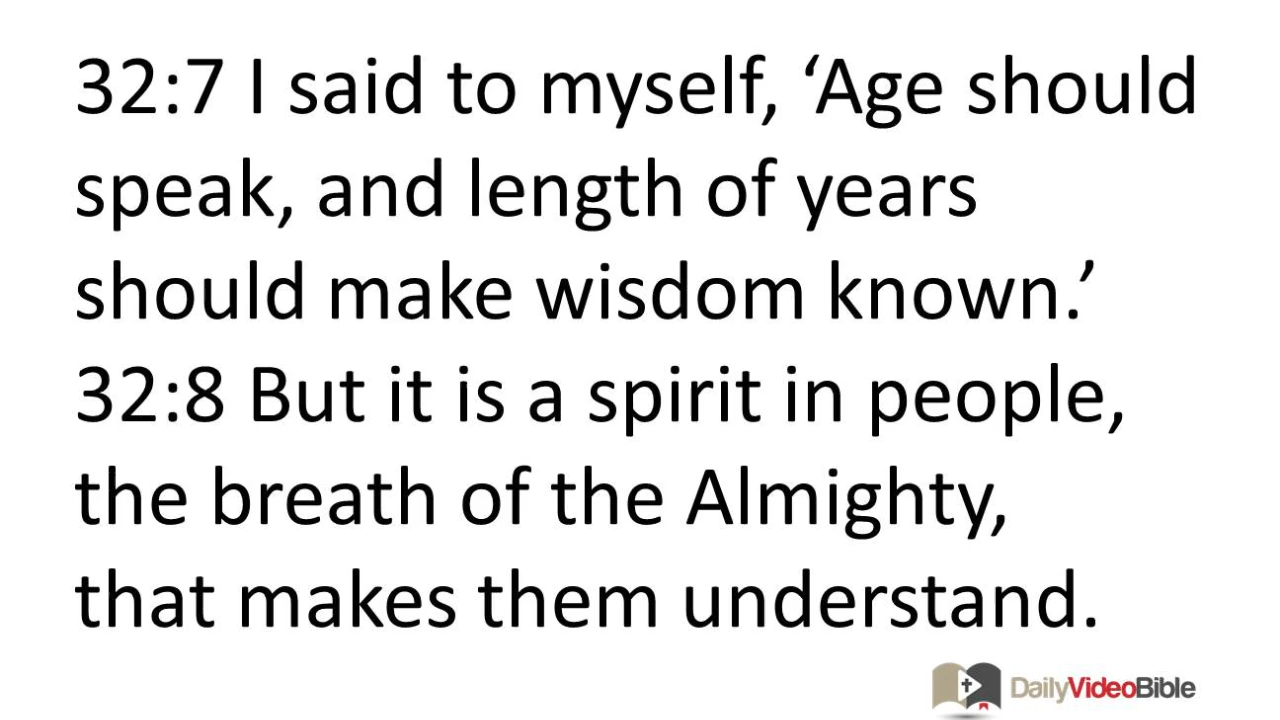 32:7 I said to myself, ‘Age should
speak, and length of years
should make wisdom known.’
32:8 But it is a spirit in people,
the breath of the Almighty,
that makes them understand.
DailyVideoBible